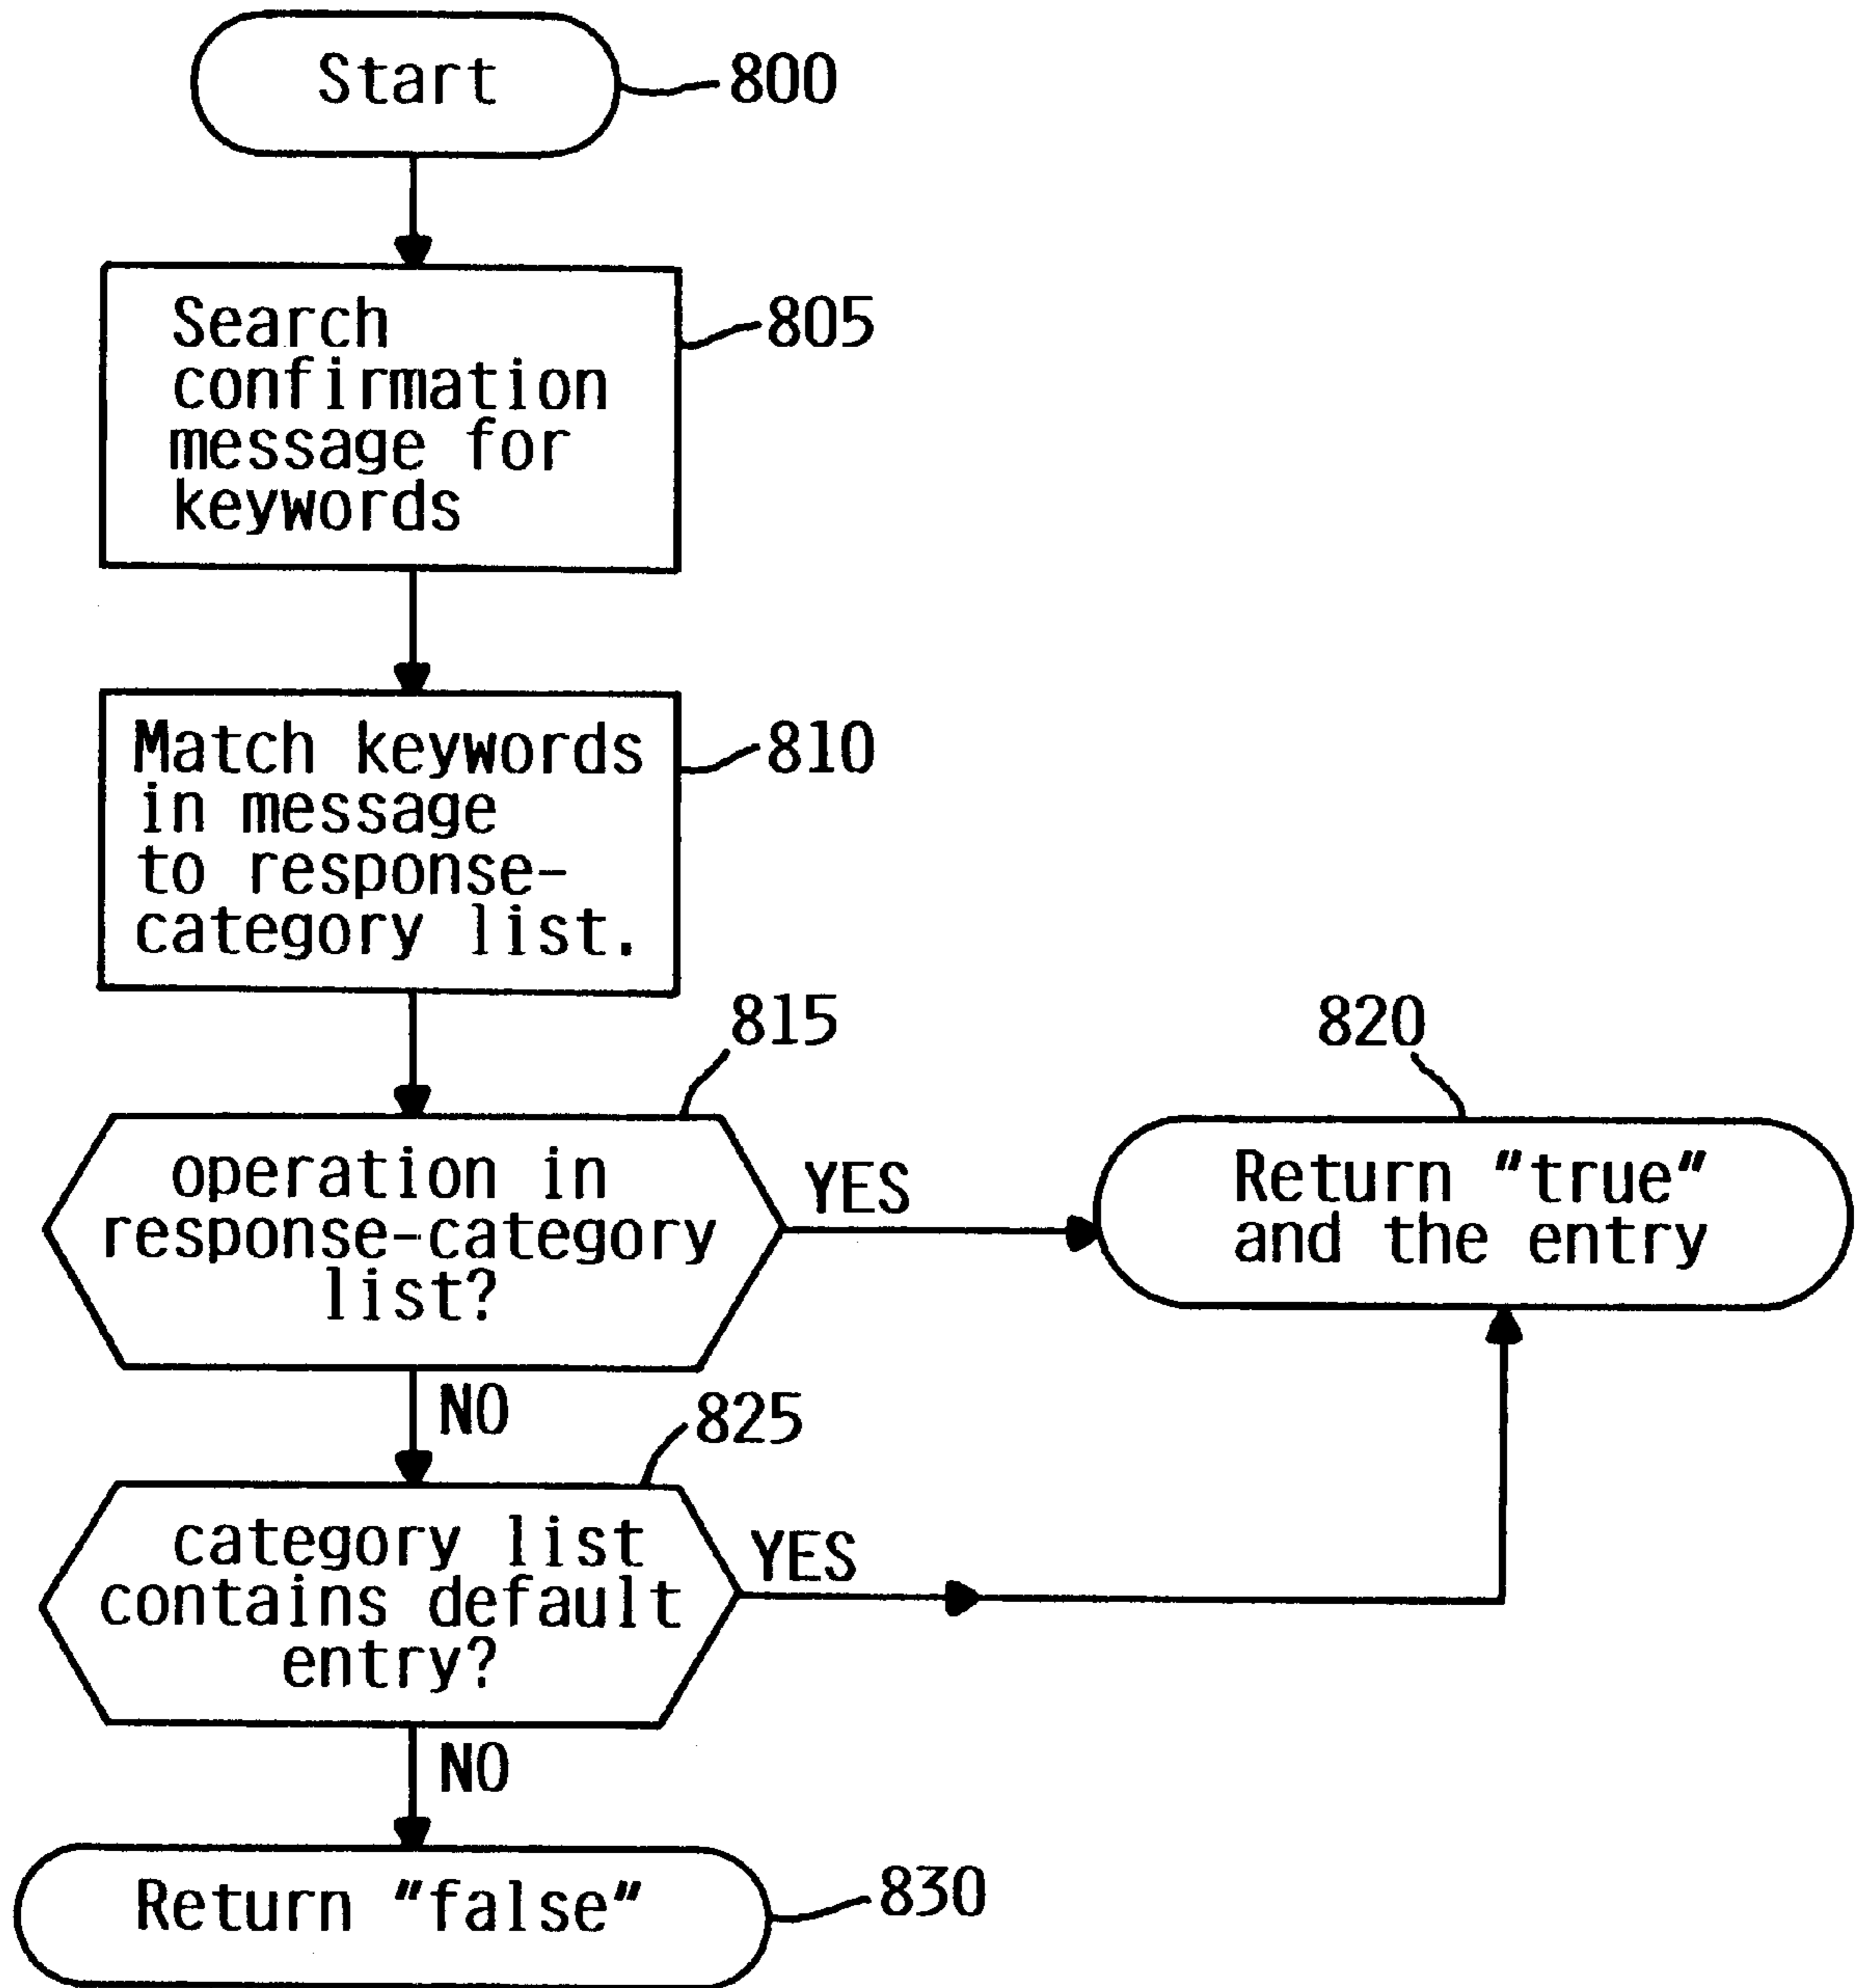 Start
800
Search
confirmation
message for
keywords
805
Match keywords
in message
to response-
category list.
810
815
operation in
response-category
list?
YES
820
Return "true"
and the entry
NO
825
category list
contains default
entry?
YES
NO
Return "false"
830